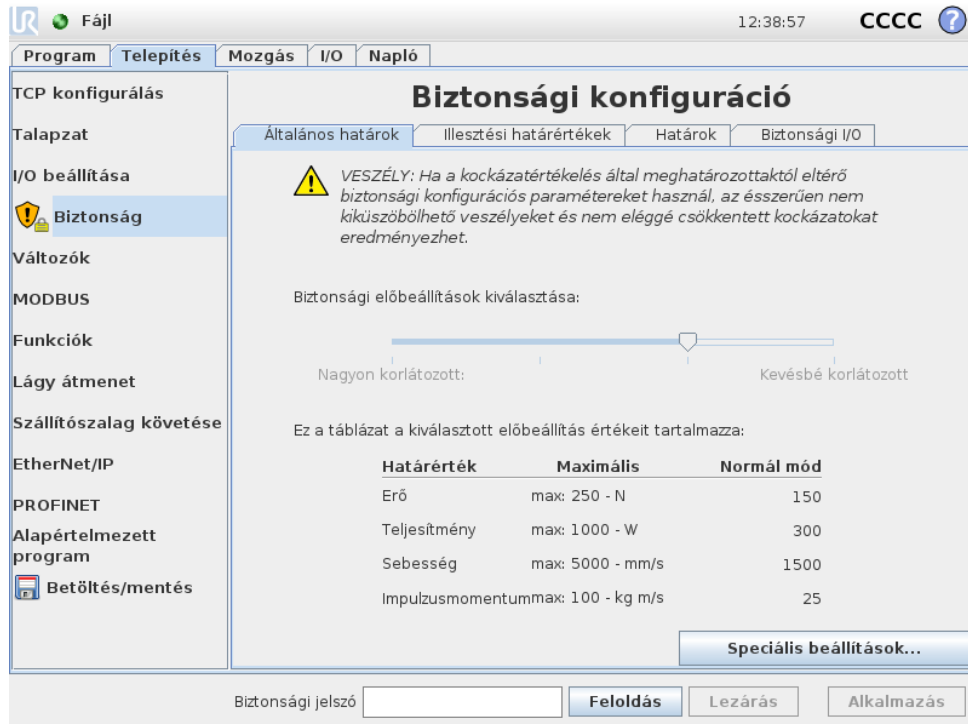 UR Fájl 12:38:57 CCCC ?
Program Telepítés Mozgás I/O Napló
TCP konfigurálás
Talapzat
I/O beállítása
Biztonság
Változók
MODBUS
Funkciók
Lágy átmenet
Szállítószalag követése
EtherNet/IP
PROFINET
Alapértelmezett
program
Betöltés/mentés
Biztonsági konfiguráció
Általános határok Illesztési határértékek Határok Biztonsági I/O
VESZÉLY: Ha a kockázatértékelés által meghatározottaktól eltérő
biztonsági konfigurációs paramétereket használ, az ésszerűen nem
kiküszöbölhető veszélyeket és nem eléggé csökkentett kockázatokat
eredményezhet.
Biztonsági előbeállítások kiválasztása:
Nagyon korlátozott: Kevésbé korlátozott
Ez a táblázat a kiválasztott előbeállítás értékeit tartalmazza:
Határérték Maximális Normál mód
Erő max: 250 - N 150
Teljesítmény max: 1000 - W 300
Sebesség max: 5000 - mm/s 1500
Impulzusmomentum max: 100 - kg m/s 25
Speciális beállítások...
Biztonsági jelszó Feloldás Lezárás Alkalmazás